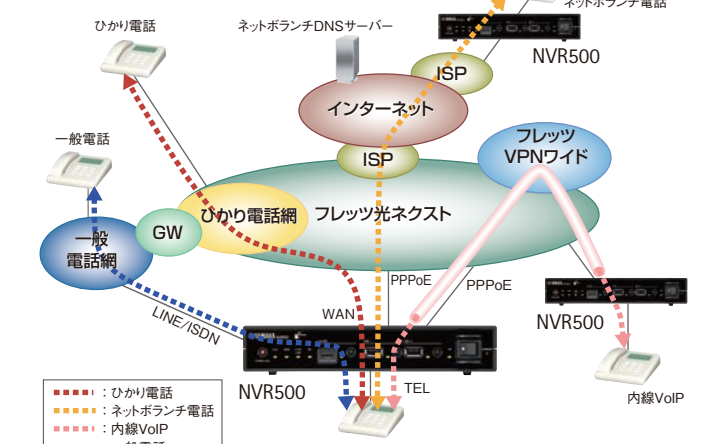 ネットボランチ電話
ひかり電話
ネットボランチDNSサーバー
NVR500
ISP
インターネット
一般電話
フレッツ
VPNワイド
ISP
ひかり電話網
フレッツ光ネクスト
GW
一般
電話網
PPPoE
PPPoE
WAN
LINE/ISDN
NVR500
NVR500
TEL
内線VoIP
：ひかり電話
：ネットボランチ電話
：内線VoIP